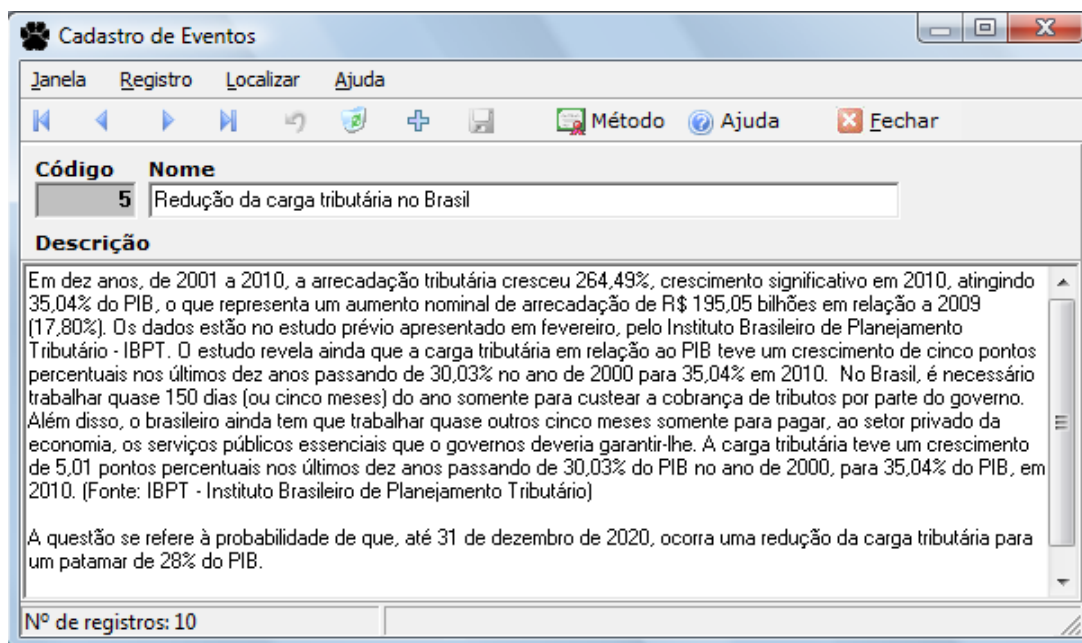 Cadastro de Eventos
Janela Registro Localizar Ajuda
Método Ajuda Fechar
Código Nome
5 Redução da carga tributária no Brasil
Descrição
Em dez anos, de 2001 a 2010, a arrecadação tributária cresceu 264,49%, crescimento significativo em 2010, atingindo
35,04% do PIB, o que representa um aumento nominal de arrecadação de R$ 195,05 bilhões em relação a 2009
(17,80%). Os dados estão no estudo prévio apresentado em fevereiro, pelo Instituto Brasileiro de Planejamento
Tributário - IBPT. O estudo revela ainda que a carga tributária em relação ao PIB teve um crescimento de cinco pontos
percentuais nos últimos dez anos passando de 30,03% no ano de 2000 para 35,04% em 2010. No Brasil, é necessário
trabalhar quase 150 dias (ou cinco meses) do ano somente para custear a cobrança de tributos por parte do governo.
Além disso, o brasileiro ainda tem que trabalhar quase outros cinco meses somente para pagar, ao setor privado da
economia, os serviços públicos essenciais que o governos deveria garantir-lhe. A carga tributária teve um crescimento
de 5,01 pontos percentuais nos últimos dez anos passando de 30,03% do PIB no ano de 2000, para 35,04% do PIB, em
2010. (Fonte: IBPT - Instituto Brasileiro de Planejamento Tributário)
A questão se refere à probabilidade de que, até 31 de dezembro de 2020, ocorra uma redução da carga tributária para
um patamar de 28% do PIB.
Nº de registros: 10